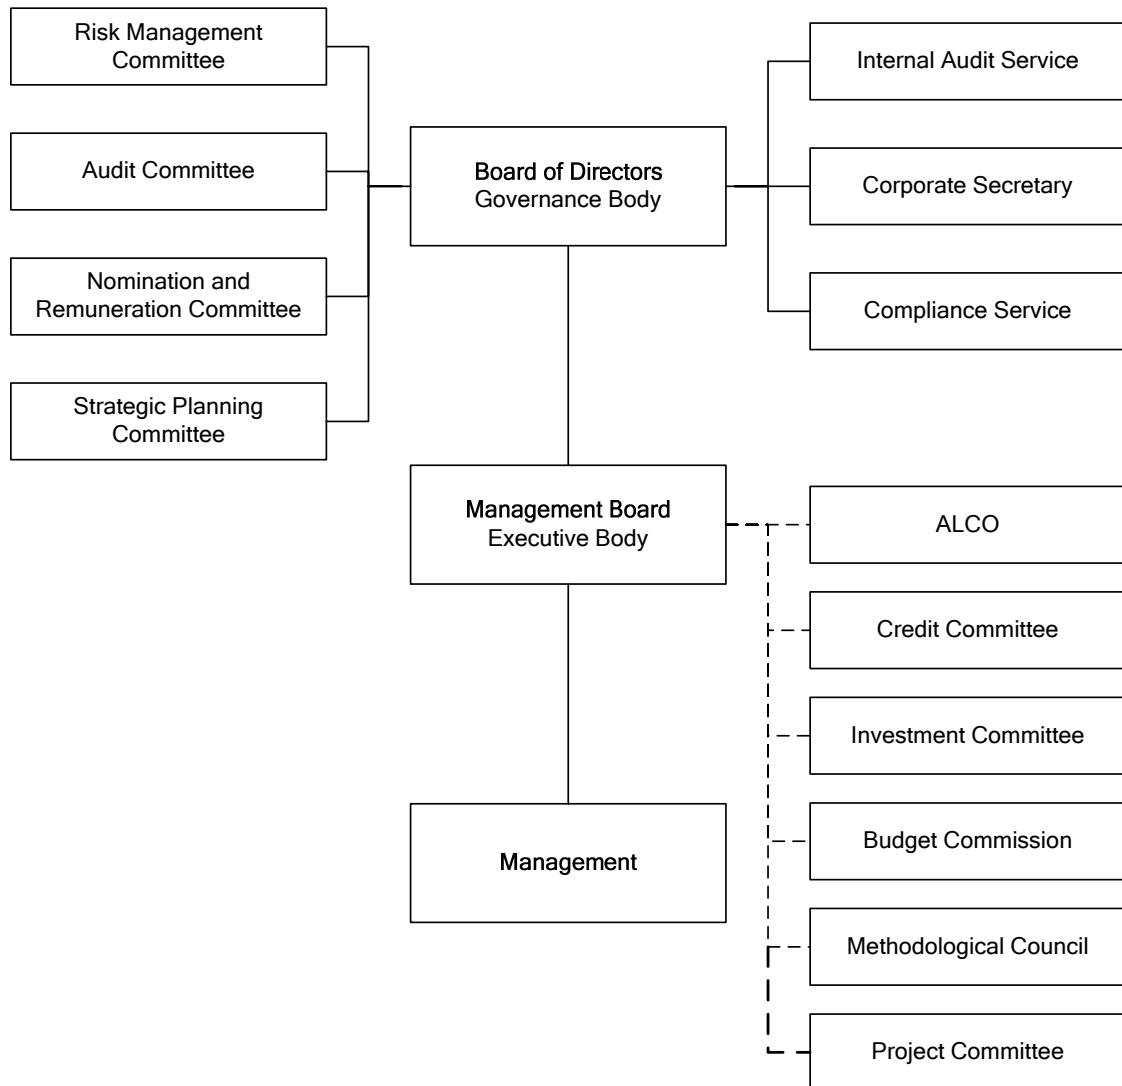 Risk Management
Committee
Audit Committee
Nomination and
Remuneration Committee
Strategic Planning
Committee
Board of Directors
Governance Body
Internal Audit Service
Corporate Secretary
Compliance Service
Management Board
Executive Body
Management
ALCO
Credit Committee
Investment Committee
Budget Commission
Methodological Council
Project Committee